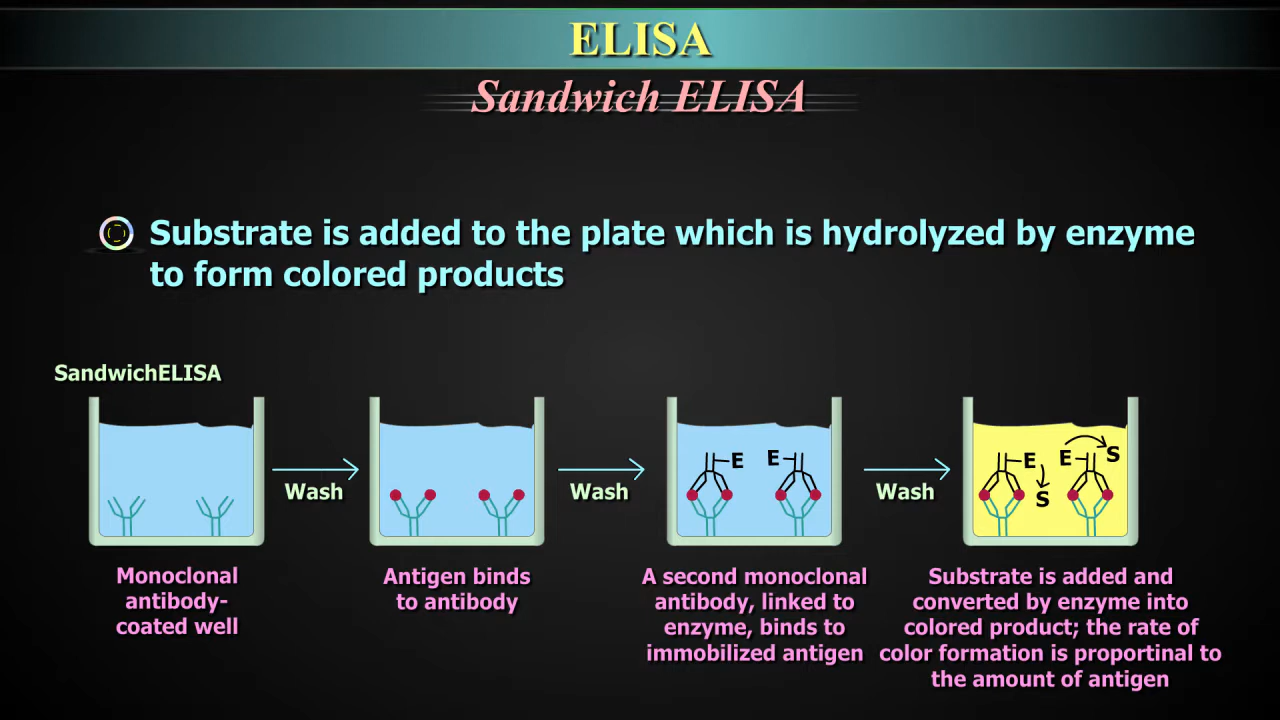 ELISA
Sandwich ELISA
Substrate is added to the plate which is hydrolyzed by enzyme
to form colored products
SandwichELISA
Wash
Wash
E E
Wash
E E S
S
Monoclonal
antibody-
coated well
Antigen binds
to antibody
A second monoclonal
antibody, linked to
enzyme, binds to
immobilized antigen
Substrate is added and
converted by enzyme into
colored product; the rate of
color formation is proportinal to
the amount of antigen